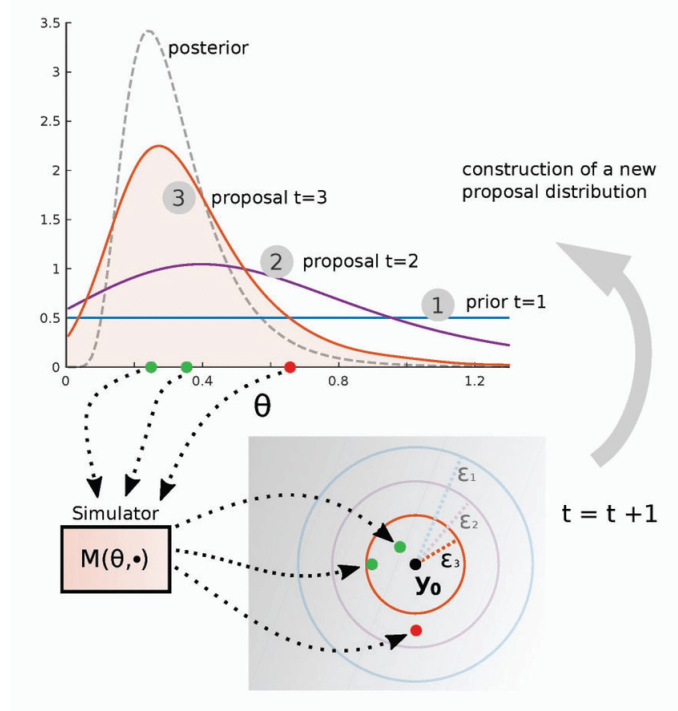 3.5
3
2.5
2
1.5
1
0.5
0
posterior
3 proposal t=3
2 proposal t=2
1 prior t=1
construction of a new
proposal distribution
0 0.4 0.8 1.2
θ
Simulator
M(θ,•)
ε₁
ε₂
ε₃
y₀
t = t +1